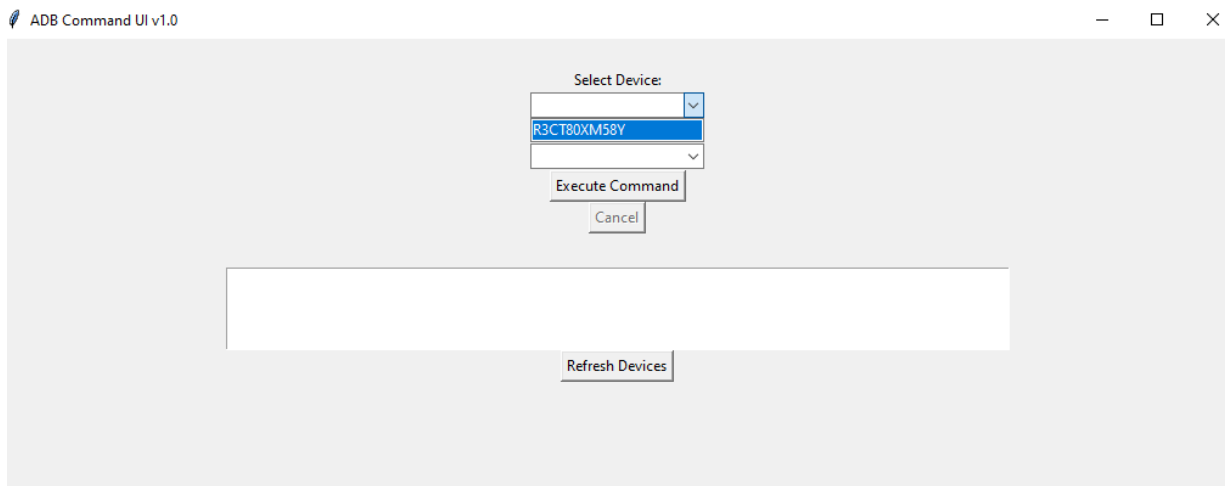 ADB Command UI v1.0
Select Device:
R3CT80XM58Y
Execute Command
Cancel
Refresh Devices